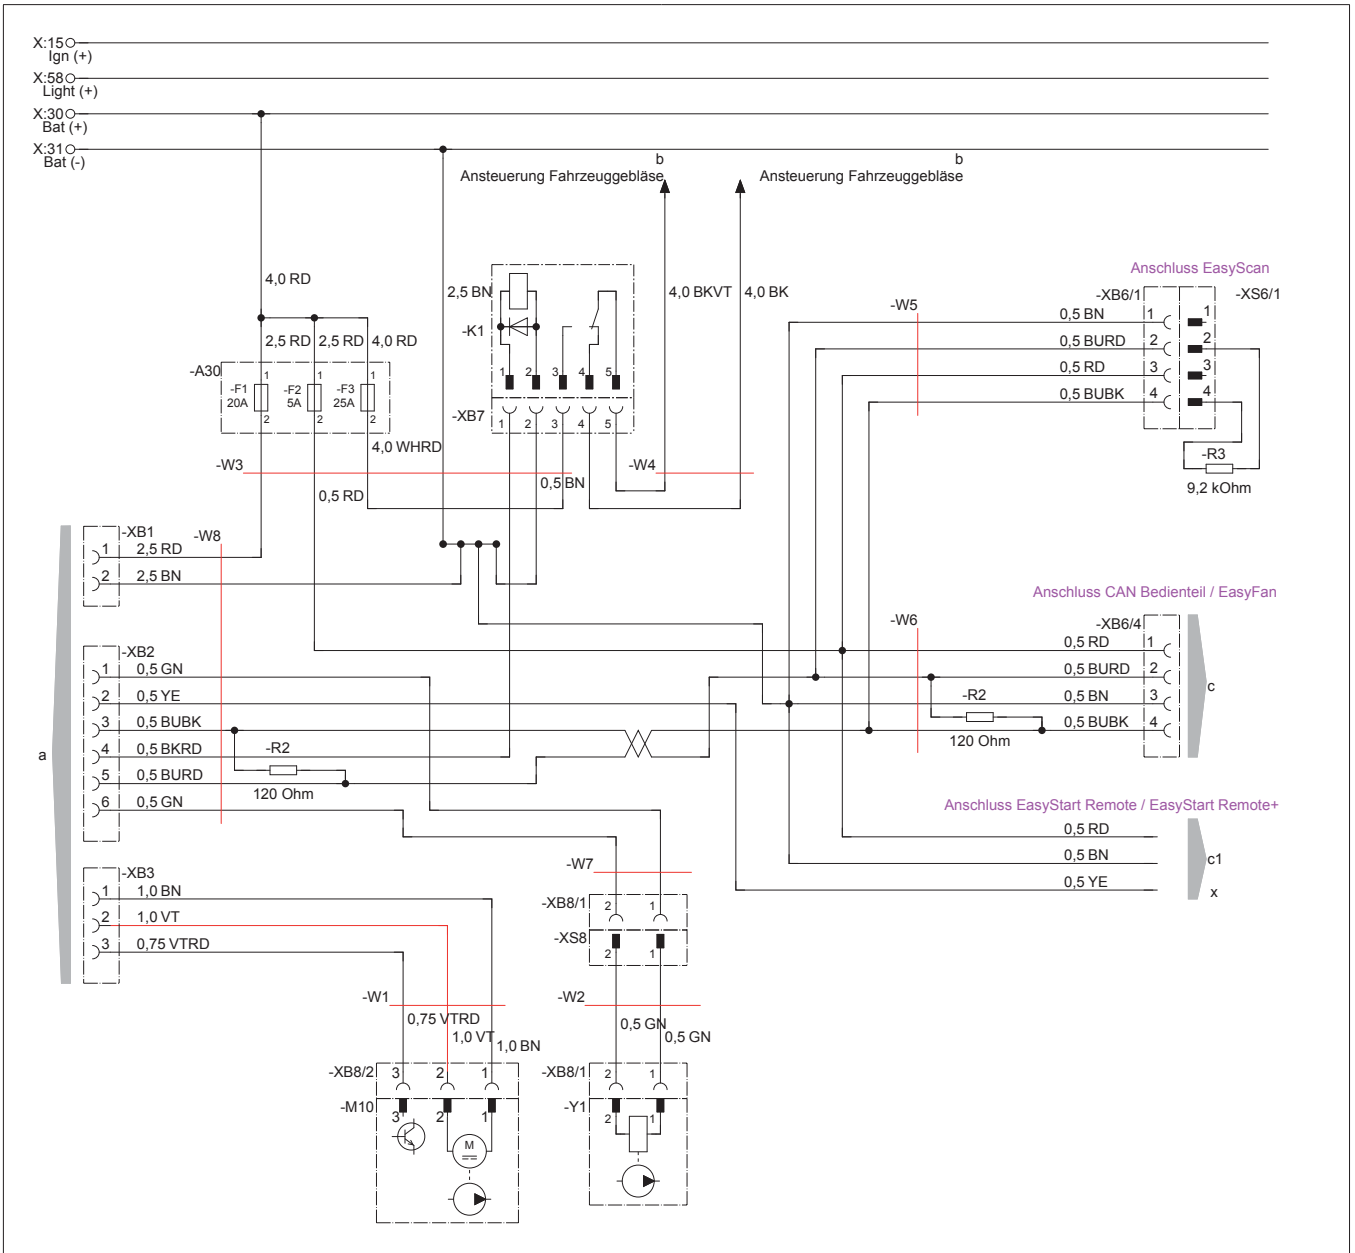 X:15
Ign (+)
X:58
Light (+)
X:30
Bat (+)
X:31
Bat (-)
b
b
Ansteuerung Fahrzeuggebläse
Ansteuerung Fahrzeuggebläse
4,0 RD
2,5 BN
4,0 BKVT
4,0 BK
-K1
1 2 3 4 5
-XB7
1 2 3 4 5
2,5 RD
2,5 RD
4,0 RD
-A30
1 1 1
-F1
20A
-F2
5A
-F3
25A
2 2 2
4,0 WHRD
-W3
-W4
0,5 RD
0,5 BN
Anschluss EasyScan
-XB6/1
-XS6/1
-W5
0,5 BN 1 1
0,5 BURD 2 2
0,5 RD 3 3
0,5 BUBK 4 4
-R3
9,2 kOhm
-XB1
-W8
1 2,5 RD
2 2,5 BN
Anschluss CAN Bedienteil / EasyFan
-W6
-XB6/4
0,5 RD 1
0,5 BURD 2
0,5 BN 3
0,5 BUBK 4
-R2
120 Ohm
c
-XB2
1 0,5 GN
2 0,5 YE
3 0,5 BUBK
4 0,5 BKRD
5 0,5 BURD
6 0,5 GN
-R2
120 Ohm
a
Anschluss EasyStart Remote / EasyStart Remote+
0,5 RD
0,5 BN
0,5 YE
c1
x
-XB3
1 1,0 BN
2 1,0 VT
3 0,75 VTRD
-W7
-XB8/1
2 1
-XS8
2 1
-W1
-W2
0,75 VTRD
1,0 VT
1,0 BN
0,5 GN
0,5 GN
-XB8/2
3 2 1
-M10
3 2 1
M
-XB8/1
2 1
-Y1
2 1